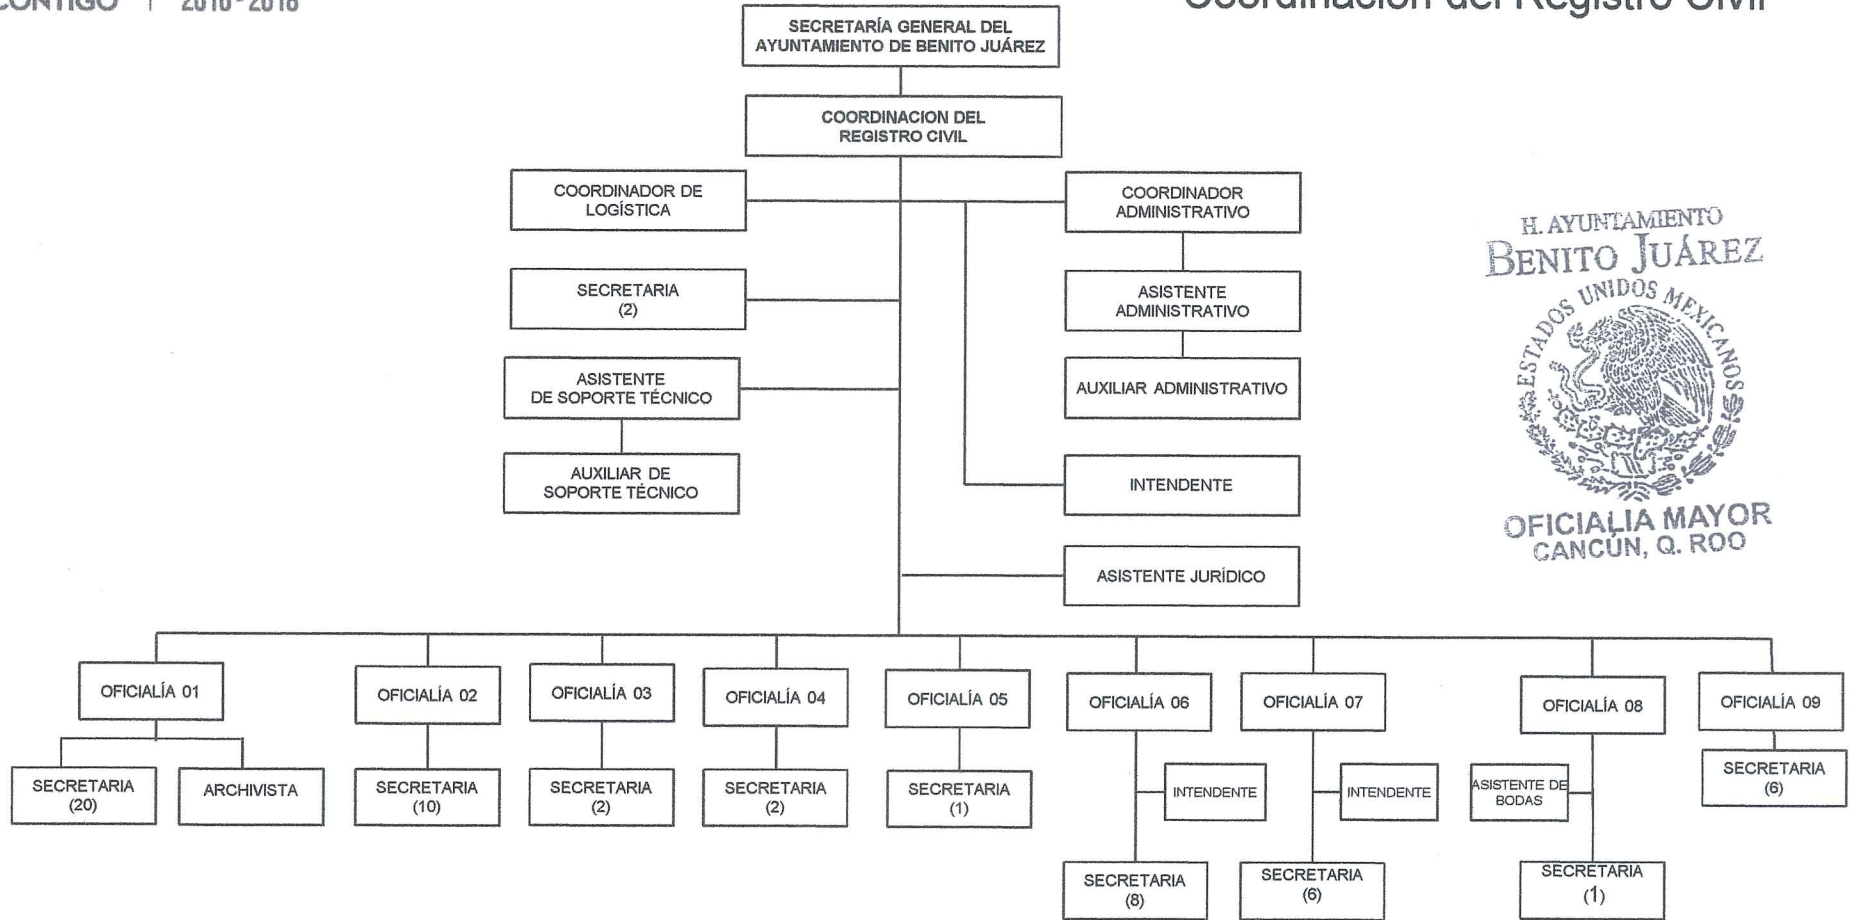 CONTIGO | 2016-2018
Coordinación del Registro Civil
SECRETARÍA GENERAL DEL
AYUNTAMIENTO DE BENITO JUÁREZ
COORDINACION DEL
REGISTRO CIVIL
COORDINADOR DE
LOGÍSTICA
COORDINADOR
ADMINISTRATIVO
SECRETARIA
(2)
ASISTENTE
ADMINISTRATIVO
ASISTENTE
DE SOPORTE TÉCNICO
AUXILIAR ADMINISTRATIVO
AUXILIAR DE
SOPORTE TÉCNICO
INTENDENTE
ASISTENTE JURÍDICO
H. AYUNTAMIENTO
BENITO JUÁREZ
ESTADOS UNIDOS MEXICANOS
OFICIALIA MAYOR
CANCÚN, Q. ROO
OFICIALÍA 01
OFICIALÍA 02
OFICIALÍA 03
OFICIALÍA 04
OFICIALÍA 05
OFICIALÍA 06
OFICIALÍA 07
OFICIALÍA 08
OFICIALÍA 09
SECRETARIA
(20)
ARCHIVISTA
SECRETARIA
(10)
SECRETARIA
(2)
SECRETARIA
(2)
SECRETARIA
(1)
INTENDENTE
INTENDENTE
ASISTENTE DE
BODAS
SECRETARIA
(6)
SECRETARIA
(8)
SECRETARIA
(6)
SECRETARIA
(1)